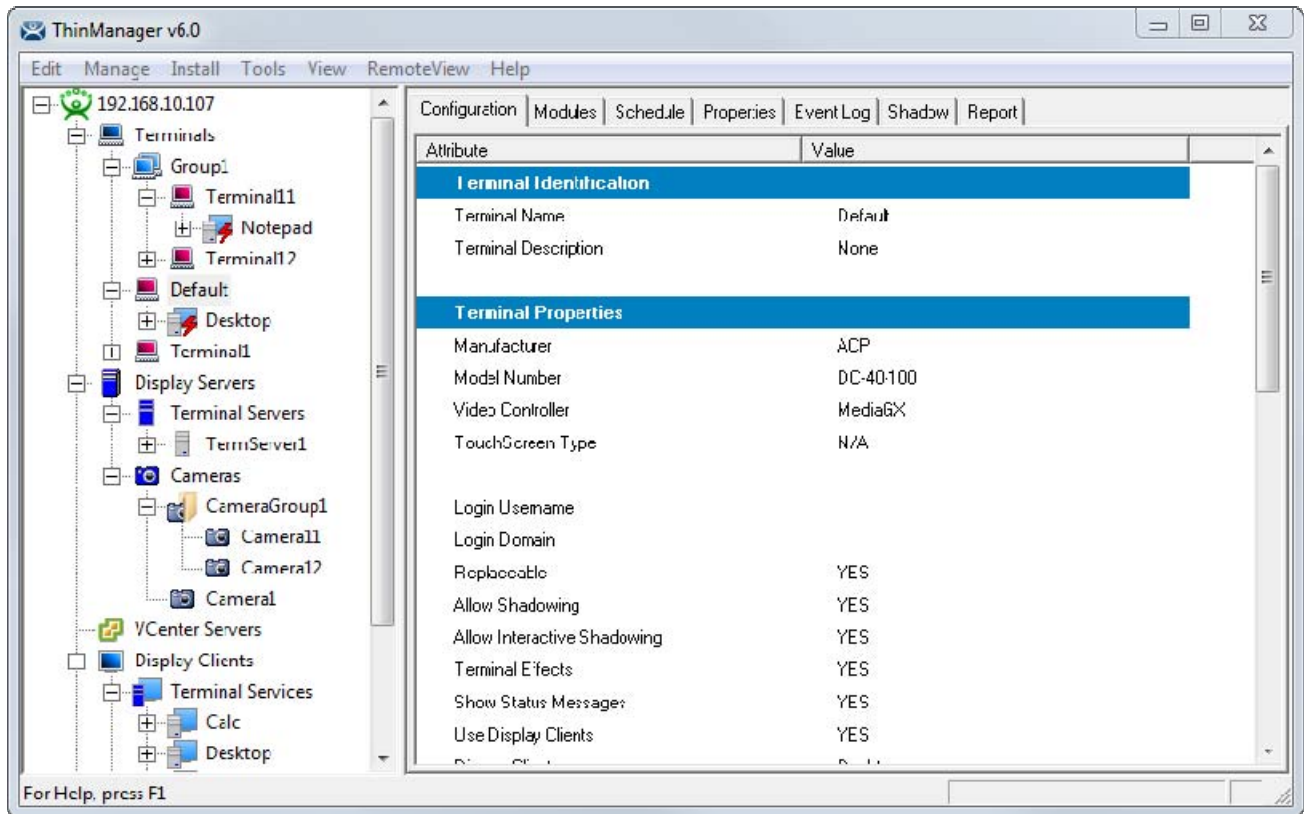 ThinManager v6.0
Edit Manage Install Tools View RemoteView Help
192.168.10.107
Terminals
Group1
Terminal11
Notepad
Terminal12
Default
Desktop
Terminal1
Display Servers
Terminal Servers
TermServer1
Cameras
CameraGroup1
Camera11
Camera12
Camera1
VCenter Servers
Display Clients
Terminal Services
Calc
Desktop
Configuration Modules Schedule Properties Event Log Shadow Report
Attribute Value
Terminal Identification
Terminal Name Default
Terminal Description None
Terminal Properties
Manufacturer ACP
Model Number DC-40-100
Video Controller MediaGX
TouchScreen Type N/A
Login Username
Login Domain
Replaceable YES
Allow Shadowing YES
Allow Interactive Shadowing YES
Terminal Effects YES
Show Status Messages YES
Use Display Clients YES
For Help, press F1